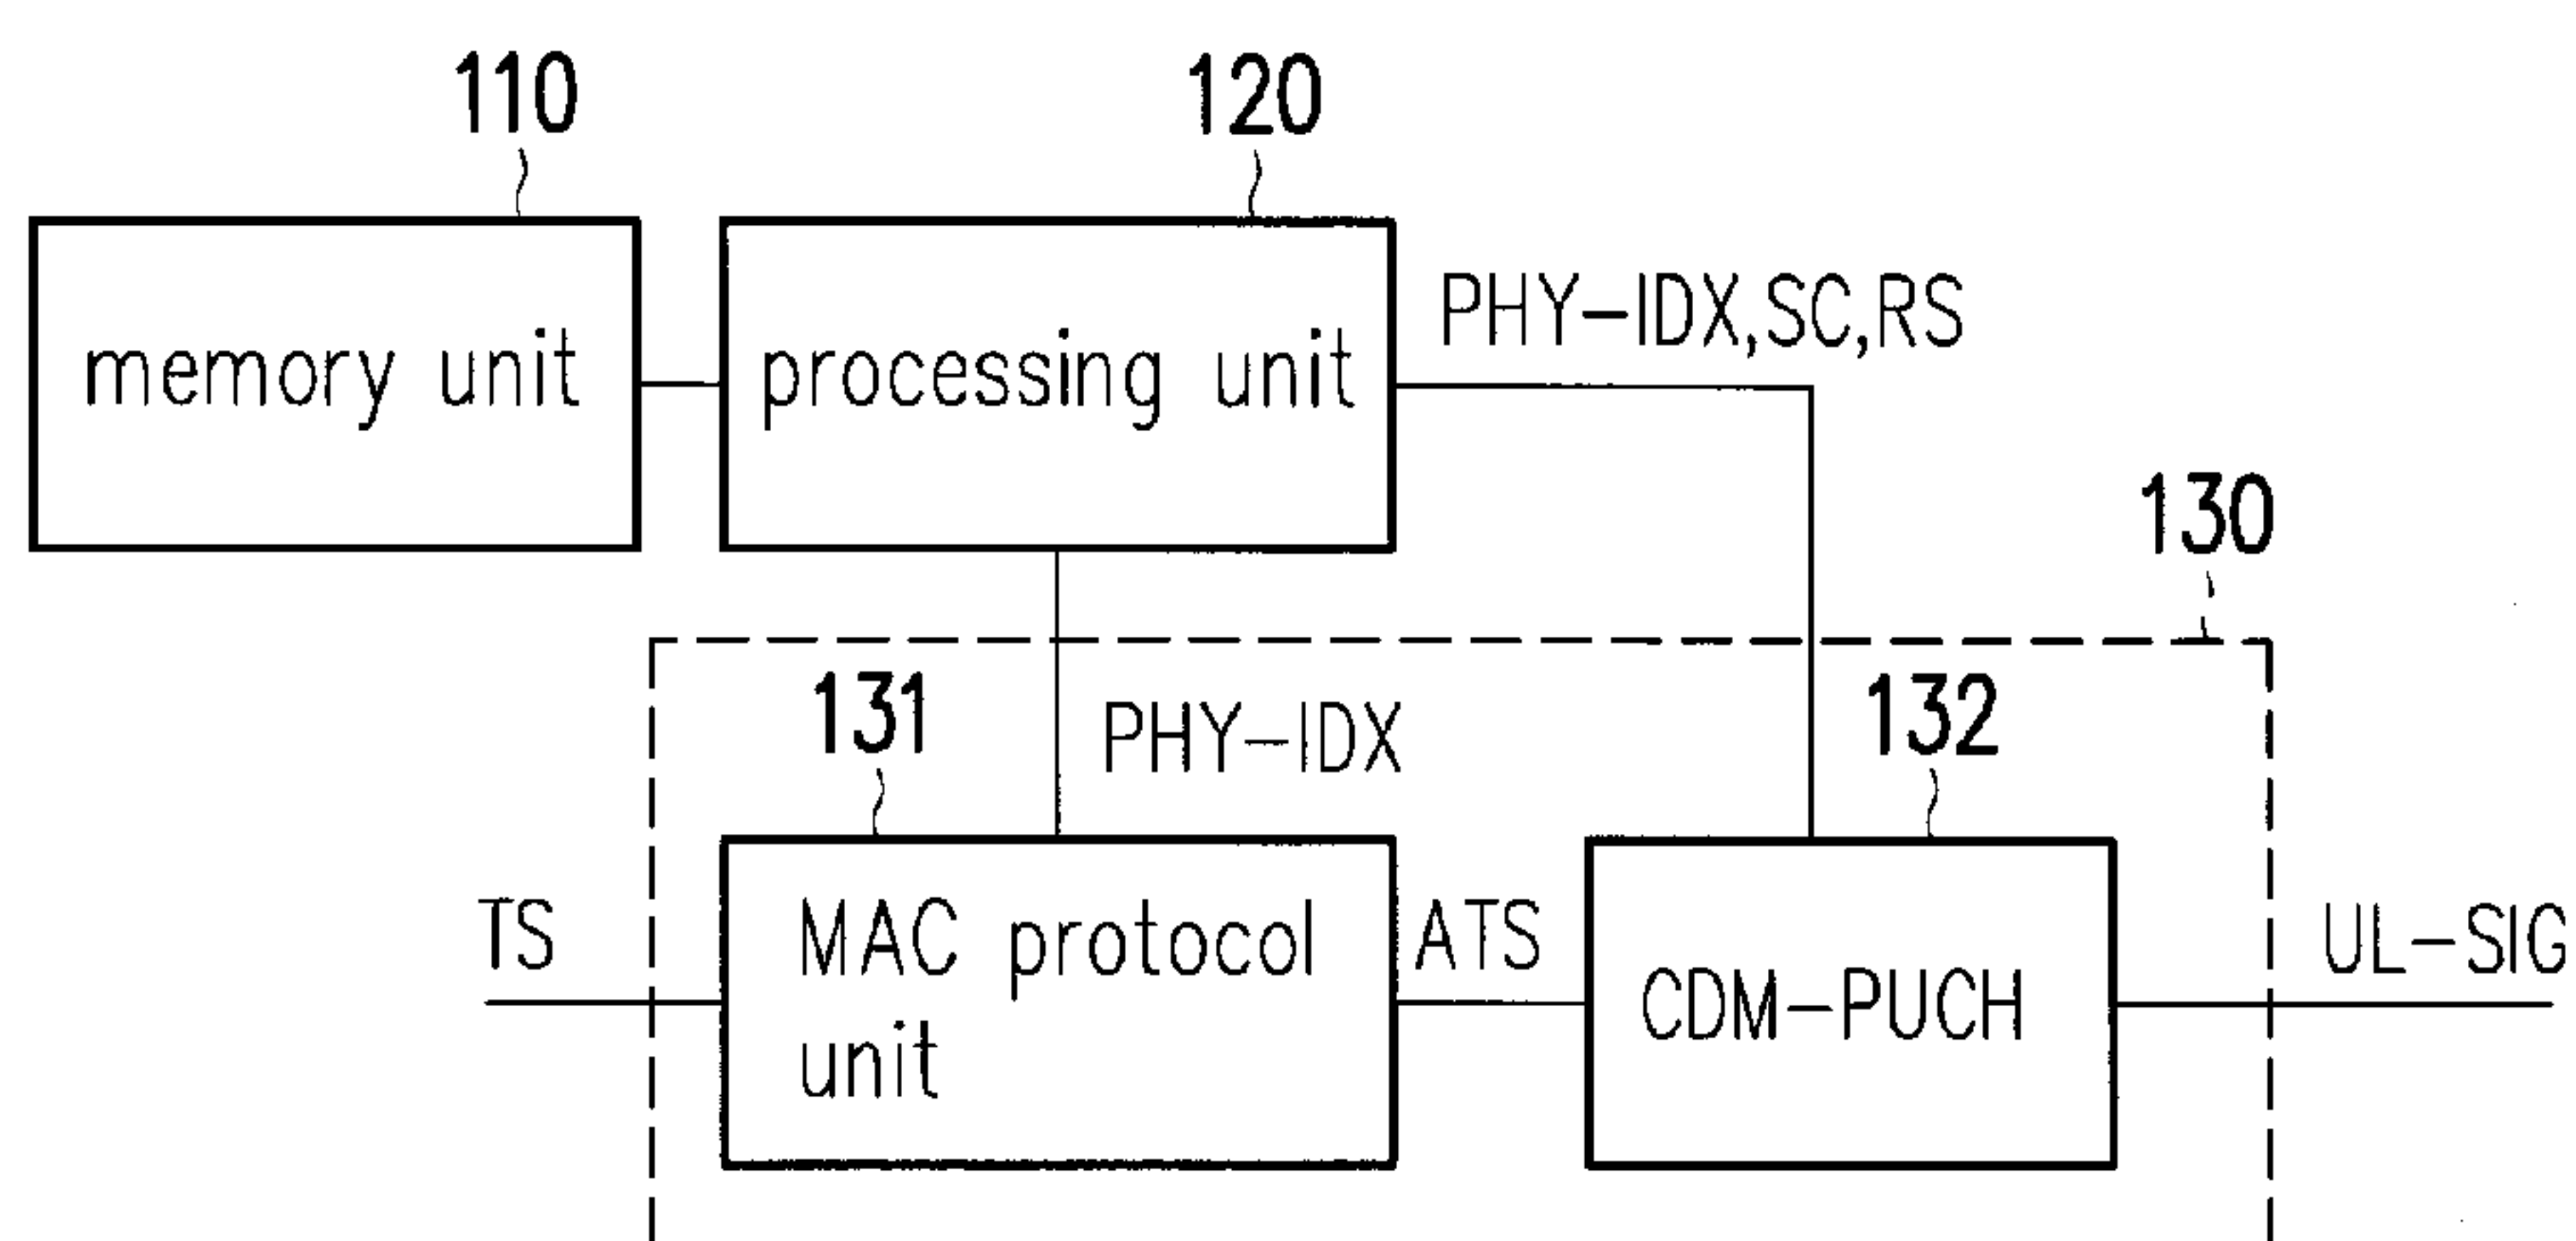 110
120
memory unit
processing unit
PHY-IDX,SC,RS
130
131
PHY-IDX
132
TS
MAC protocol
unit
ATS
CDM-PUCH
UL-SIG